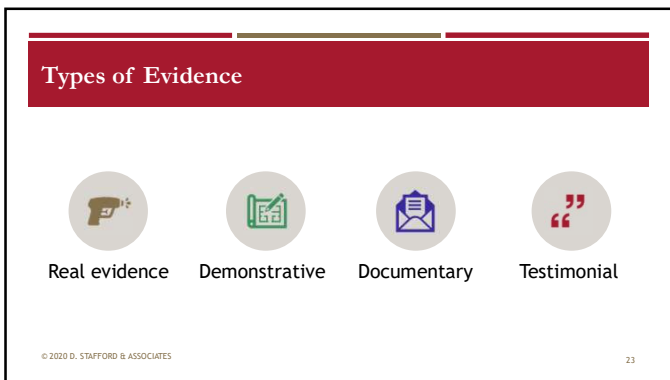 Types of Evidence
Real evidence
Demonstrative
Documentary
Testimonial
© 2020 D. STAFFORD & ASSOCIATES
23